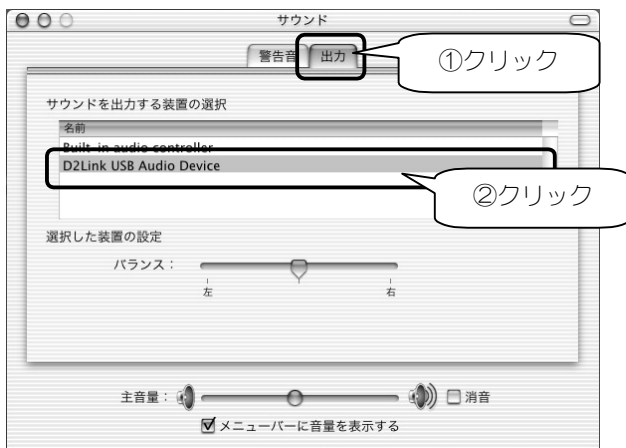 サウンド
警告音 出力
①クリック
サウンドを出力する装置の選択
名前
Built-in audio controller
D2Link USB Audio Device
②クリック
選択した装置の設定
バランス：
左 右
主音量： 消音
メニューバーに音量を表示する